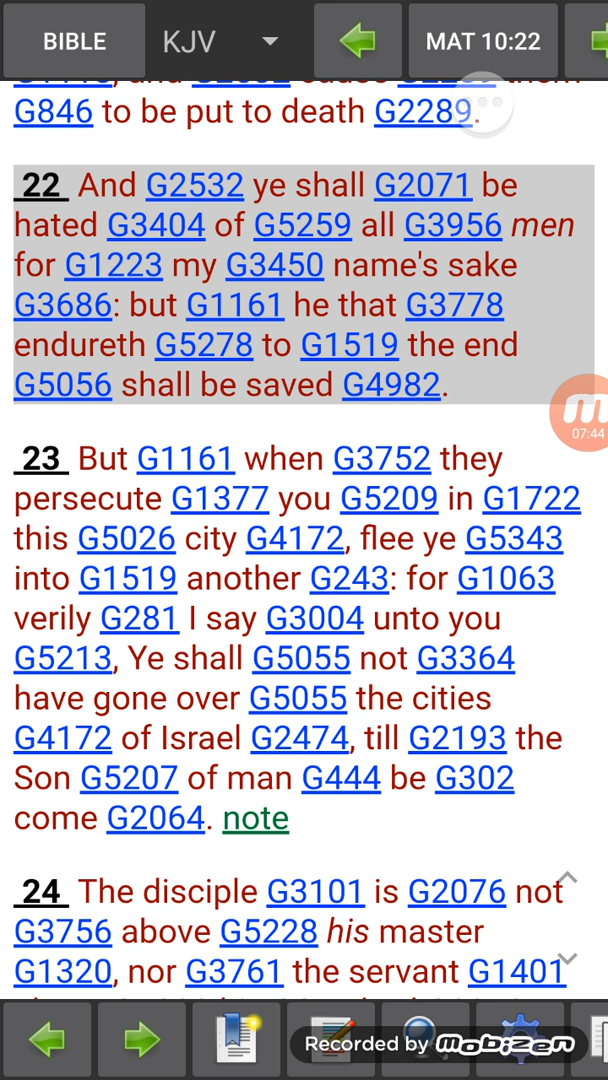 BIBLE KJV MAT 10:22
G846 to be put to death G2289.
22 And G2532 ye shall G2071 be
hated G3404 of G5259 all G3956 men
for G1223 my G3450 name's sake
G3686: but G1161 he that G3778
endureth G5278 to G1519 the end
G5056 shall be saved G4982.
07:44
23 But G1161 when G3752 they
persecute G1377 you G5209 in G1722
this G5026 city G4172, flee ye G5343
into G1519 another G243: for G1063
verily G281 I say G3004 unto you
G5213, Ye shall G5055 not G3364
have gone over G5055 the cities
G4172 of Israel G2474, till G2193 the
Son G5207 of man G444 be G302
come G2064. note
24 The disciple G3101 is G2076 not
G3756 above G5228 his master
G1320, nor G3761 the servant G1401
Recorded by mobizen